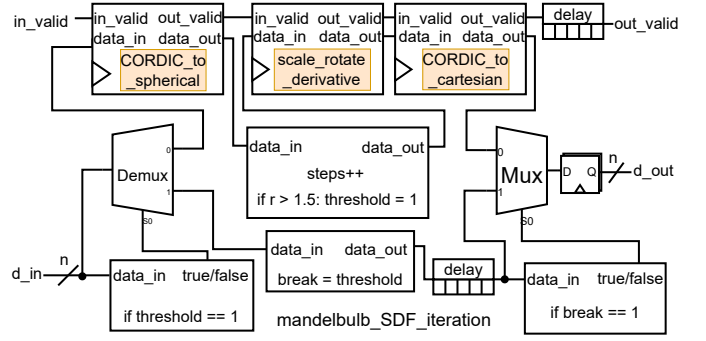 in_valid
in_valid out_valid
data_in data_out
CORDIC_to
_spherical
in_valid out_valid
data_in data_out
scale_rotate
_derivative
in_valid out_valid
data_in data_out
CORDIC_to
_cartesian
delay
out_valid
Demux
0
1
S0
data_in data_out
steps++
if r > 1.5: threshold = 1
Mux
0
1
S0
D Q
n
d_out
n
d_in
data_in true/false
if threshold == 1
data_in data_out
break = threshold
delay
data_in true/false
if break == 1
mandelbulb_SDF_iteration